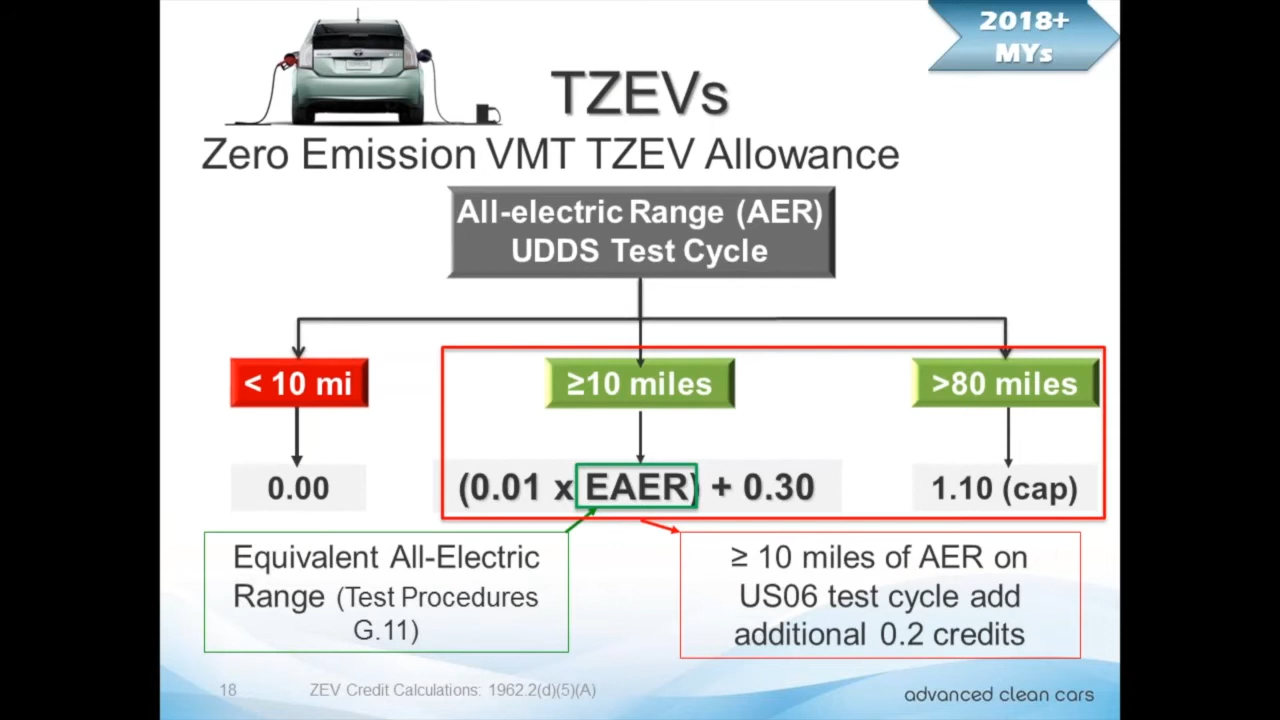 2018+
MYs
TZEVs
Zero Emission VMT TZEV Allowance
All-electric Range (AER)
UDDS Test Cycle
< 10 mi
≥10 miles
>80 miles
0.00
(0.01 x EAER) + 0.30
1.10 (cap)
Equivalent All-Electric
Range (Test Procedures
G.11)
≥ 10 miles of AER on
US06 test cycle add
additional 0.2 credits
18
ZEV Credit Calculations: 1962.2(d)(5)(A)
advanced clean cars